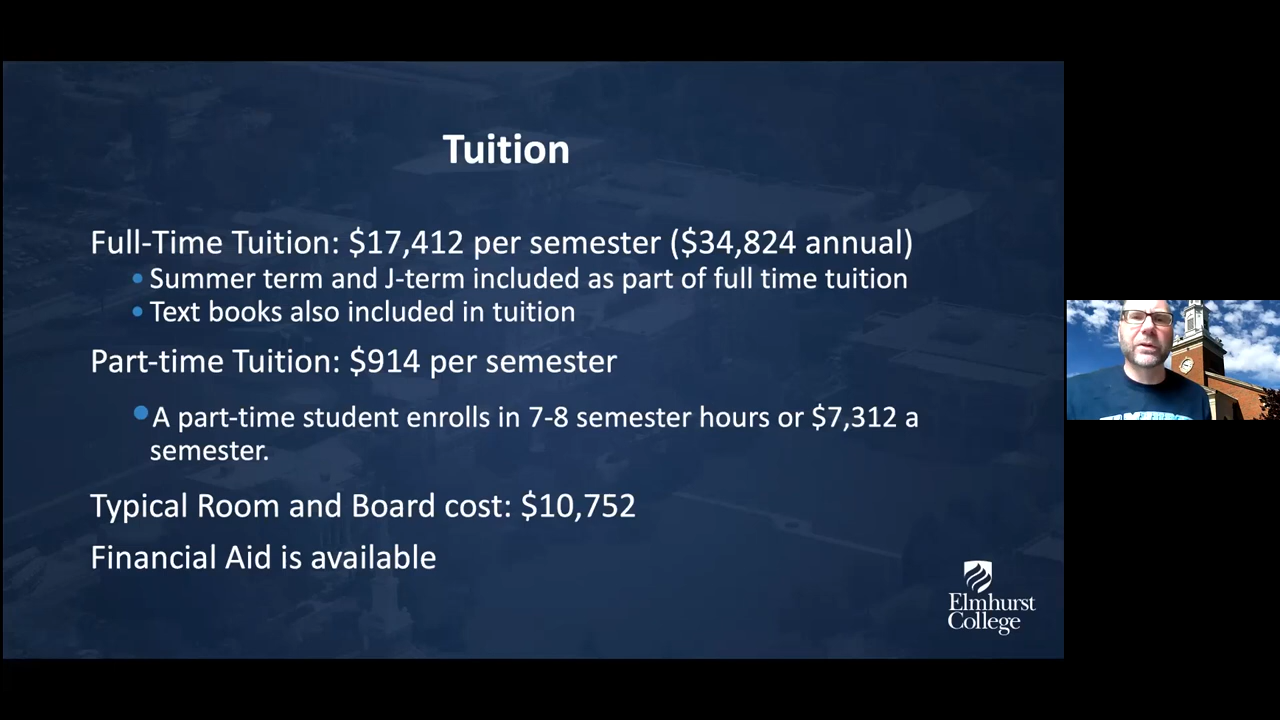 Tuition
Full-Time Tuition: $17,412 per semester ($34,824 annual)
• Summer term and J-term included as part of full time tuition
• Text books also included in tuition
Part-time Tuition: $914 per semester
• A part-time student enrolls in 7-8 semester hours or $7,312 a
semester.
Typical Room and Board cost: $10,752
Financial Aid is available
Elmhurst
College